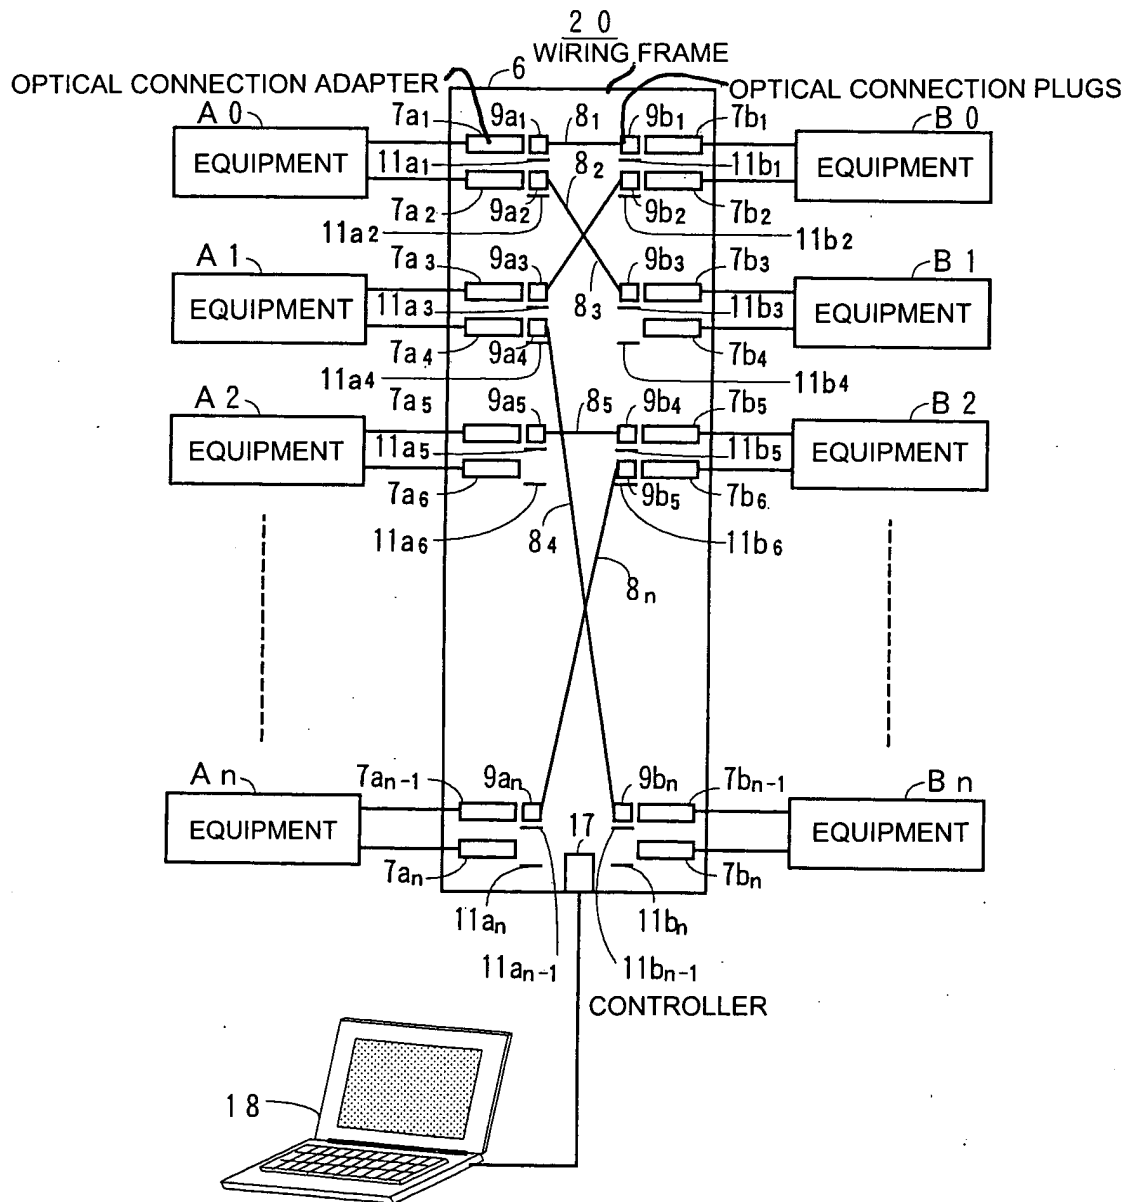 2 0
WIRING FRAME
6
OPTICAL CONNECTION ADAPTER
OPTICAL CONNECTION PLUGS
A 0
7a1
9a1
81
9b1
7b1
B 0
EQUIPMENT
11a1
82
11b1
EQUIPMENT
7a2
9a2
9b2
7b2
11a2
11b2
A 1
7a3
9a3
9b3
7b3
B 1
EQUIPMENT
11a3
83
11b3
EQUIPMENT
7a4
9a4
7b4
11a4
11b4
A 2
7a5
9a5
85
9b4
7b5
B 2
EQUIPMENT
11a5
11b5
EQUIPMENT
7a6
9b5
7b6
11a6
84
11b6
8n
A n
7an-1
9an
9bn
7bn-1
B n
EQUIPMENT
17
EQUIPMENT
7an
7bn
11an
11bn
11an-1
11bn-1
CONTROLLER
1 8